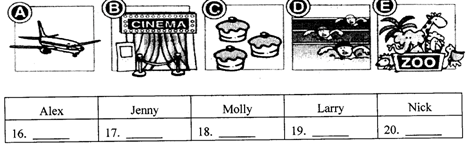 A B C D E
CINEMA
ZOO
Alex Jenny Molly Larry Nick
16. ______ 17. ______ 18. ______ 19. ______ 20. ______